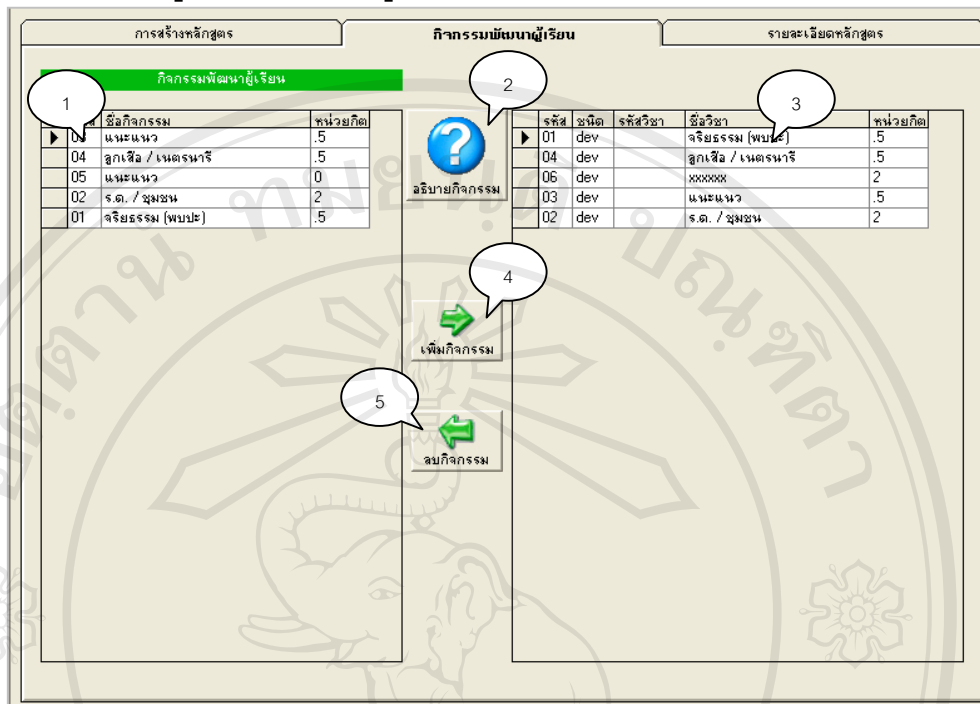 การสร้างหลักสูตร
กิจกรรมพัฒนาผู้เรียน
รายละเอียดหลักสูตร
กิจกรรมพัฒนาผู้เรียน
1
ชื่อกิจกรรม หน่วยกิต
03 แนะแนว .5
04 ลูกเสือ / เนตรนารี .5
05 แนะแนว 0
02 ร.ด. / ชุมชน 2
01 จริยธรรม (พบปะ) .5
2
อธิบายกิจกรรม
3
รหัส ชนิด รหัสวิชา ชื่อวิชา หน่วยกิต
01 dev จริยธรรม (พบปะ) .5
04 dev ลูกเสือ / เนตรนารี .5
06 dev xxxxxx 2
03 dev แนะแนว .5
02 dev ร.ด. / ชุมชน 2
4
เพิ่มกิจกรรม
5
ลบกิจกรรม